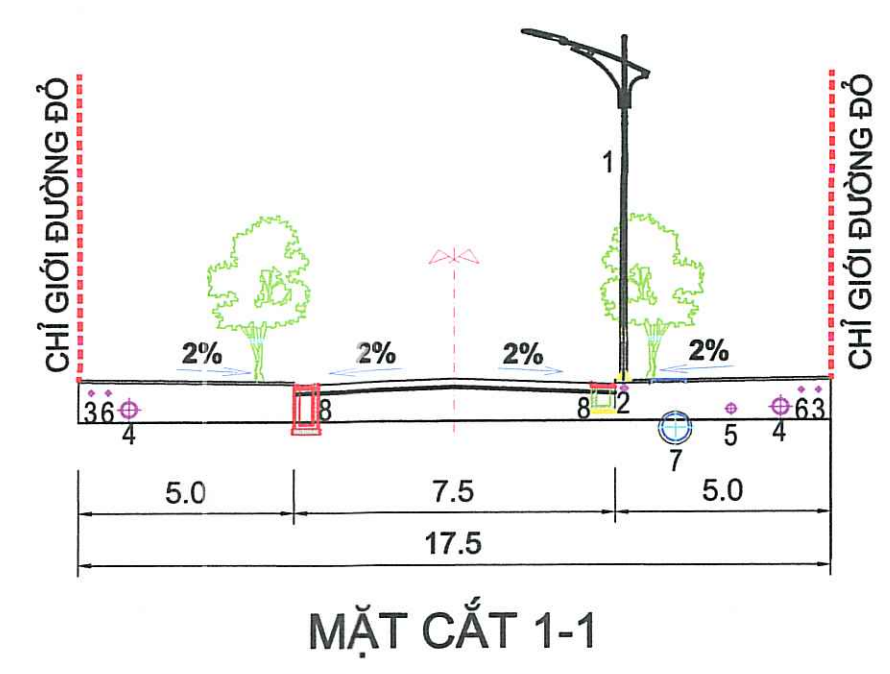 CHỈ GIỚI ĐƯỜNG ĐỎ
CHỈ GIỚI ĐƯỜNG ĐỎ
1
2% 2% 2% 2%
3 6 4 8 8 2 7 5 4 6 3
5.0 7.5 5.0
17.5
MẶT CẮT 1-1